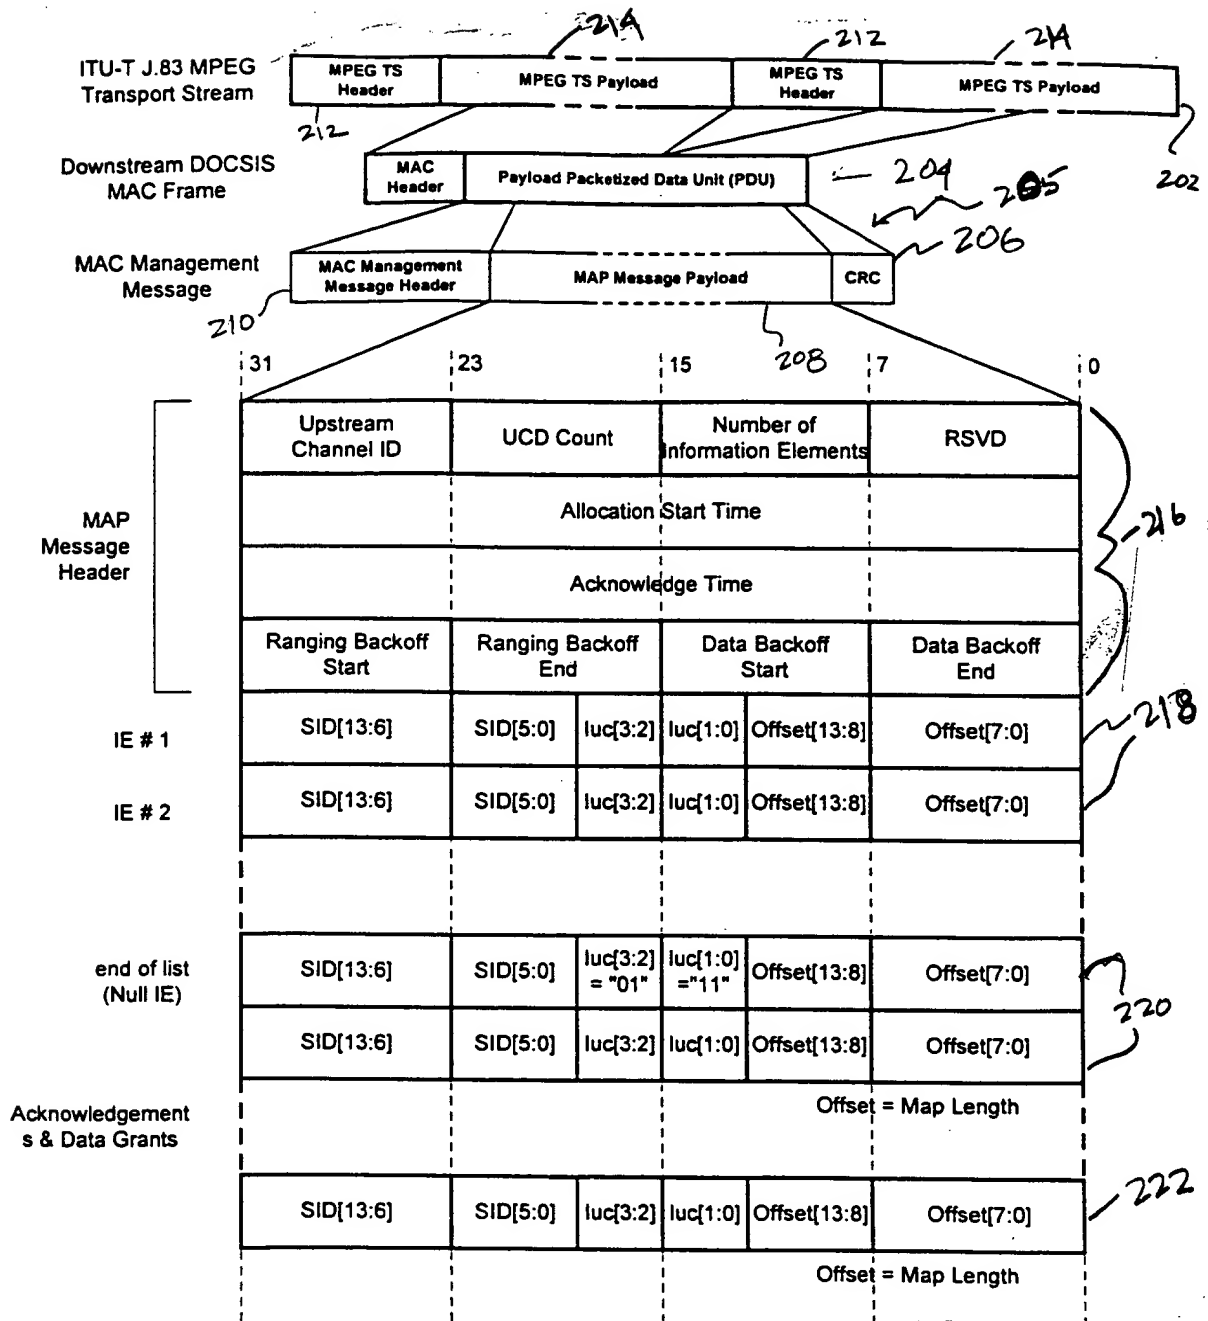 214
212
214
ITU-T J.83 MPEG
Transport Stream
MPEG TS
Header
MPEG TS Payload
MPEG TS
Header
MPEG TS Payload
212
202
Downstream DOCSIS
MAC Frame
MAC
Header
Payload Packetized Data Unit (PDU)
204
205
206
MAC Management
Message
MAC Management
Message Header
MAP Message Payload
CRC
210
208
31
23
15
7
0
MAP
Message
Header
Upstream
Channel ID
UCD Count
Number of
Information Elements
RSVD
Allocation Start Time
216
Acknowledge Time
Ranging Backoff
Start
Ranging Backoff
End
Data Backoff
Start
Data Backoff
End
IE # 1
SID[13:6]
SID[5:0]
Iuc[3:2]
Iuc[1:0]
Offset[13:8]
Offset[7:0]
218
IE # 2
SID[13:6]
SID[5:0]
Iuc[3:2]
Iuc[1:0]
Offset[13:8]
Offset[7:0]
end of list
(Null IE)
SID[13:6]
SID[5:0]
Iuc[3:2]
= "01"
Iuc[1:0]
="11"
Offset[13:8]
Offset[7:0]
220
SID[13:6]
SID[5:0]
Iuc[3:2]
Iuc[1:0]
Offset[13:8]
Offset[7:0]
Offset = Map Length
Acknowledgement
s & Data Grants
SID[13:6]
SID[5:0]
Iuc[3:2]
Iuc[1:0]
Offset[13:8]
Offset[7:0]
222
Offset = Map Length